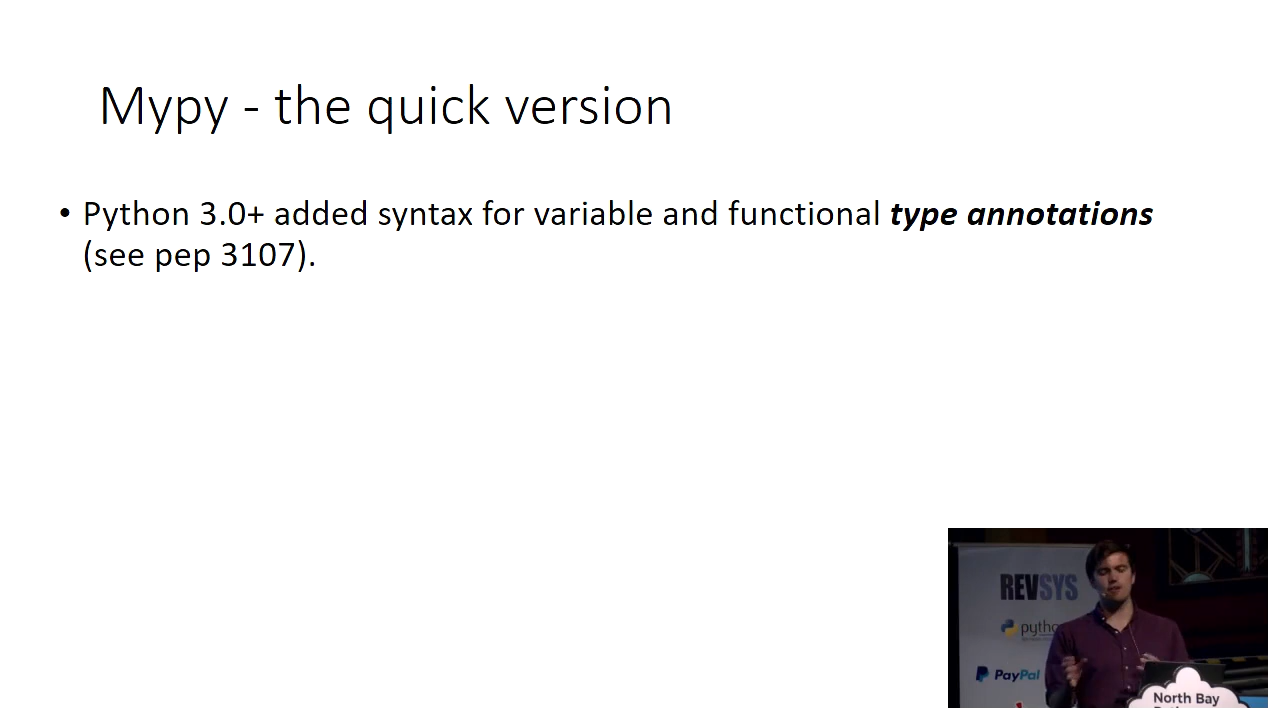 Mypy - the quick version
• Python 3.0+ added syntax for variable and functional type annotations
(see pep 3107).
REVSYS
PayPal
North Bay